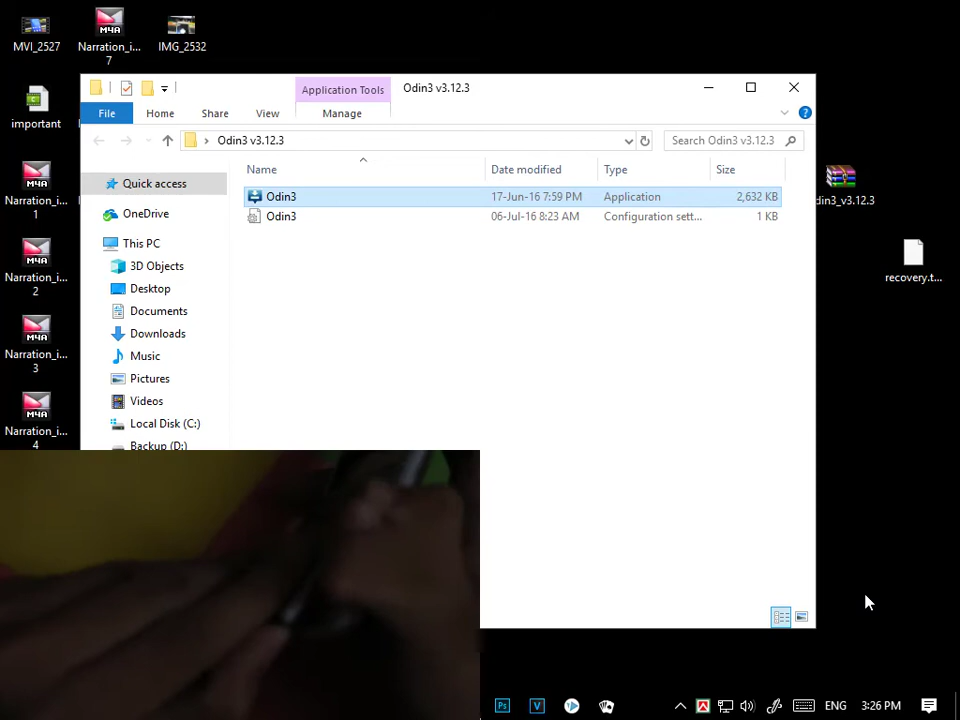 MVI_2527
Narration_i...
7
IMG_2532
important
Narration_i...
1
Narration_i...
2
Narration_i...
3
Narration_i...
4
Application Tools
Odin3 v3.12.3
File
Home
Share
View
Manage
Odin3 v3.12.3
Search Odin3 v3.12.3
Name
Date modified
Type
Size
Odin3
17-Jun-16 7:59 PM
Application
2,632 KB
Odin3
06-Jul-16 8:23 AM
Configuration sett...
1 KB
Quick access
OneDrive
This PC
3D Objects
Desktop
Documents
Downloads
Music
Pictures
Videos
Local Disk (C:)
Backup (D:)
din3_v3.12.3
recovery.t...
Ps
V
ENG
3:26 PM